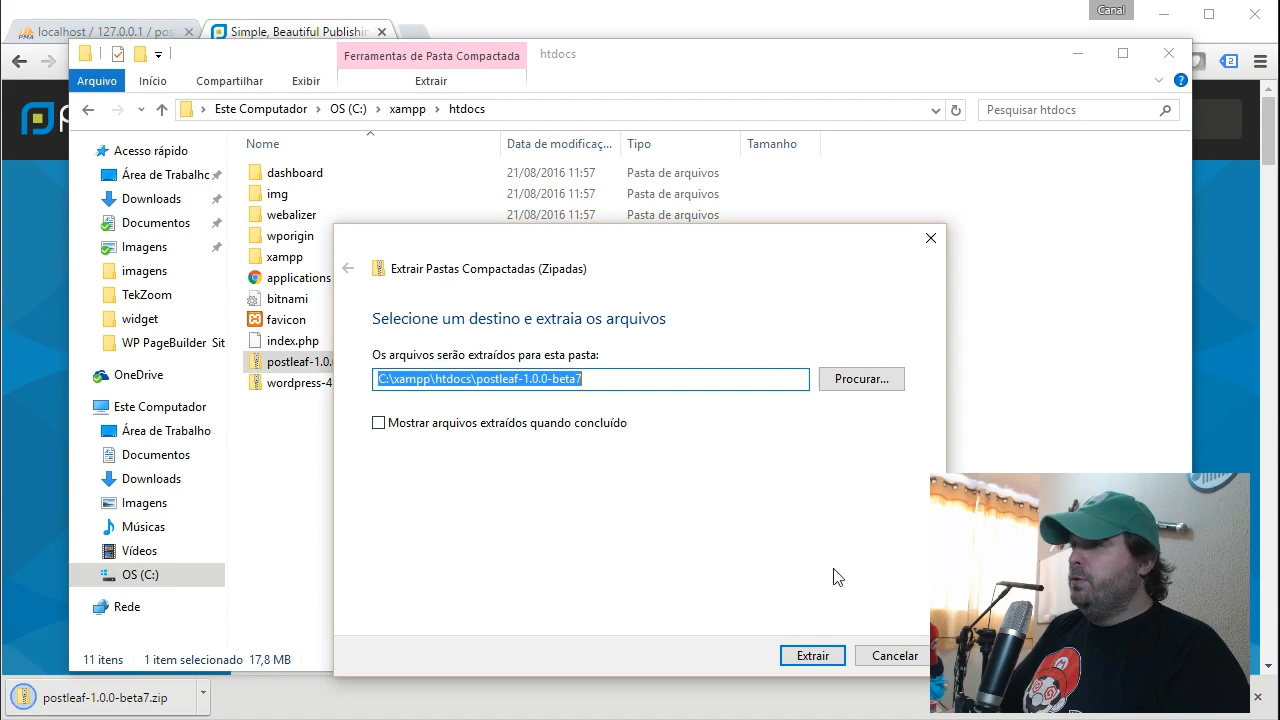 Canal
localhost / 127.0.0.1 / pos
Simple, Beautiful Publishin
Ferramentas de Pasta Compactada
htdocs
Arquivo
Início
Compartilhar
Exibir
Extrair
Este Computador > OS (C:) > xampp > htdocs
Pesquisar htdocs
Nome
Data de modificaç...
Tipo
Tamanho
Acesso rápido
Área de Trabalho
Downloads
Documentos
Imagens
imagens
TekZoom
widget
WP PageBuilder Sit
OneDrive
Este Computador
Área de Trabalho
Documentos
Downloads
Imagens
Músicas
Vídeos
OS (C:)
Rede
dashboard 21/08/2016 11:57 Pasta de arquivos
img 21/08/2016 11:57 Pasta de arquivos
webalizer 21/08/2016 11:57 Pasta de arquivos
wporigin
xampp
applications
bitnami
favicon
index.php
postleaf-1.0.
wordpress-4
Extrair Pastas Compactadas (Zipadas)
Selecione um destino e extraia os arquivos
Os arquivos serão extraídos para esta pasta:
C:\xampp\htdocs\postleaf-1.0.0-beta7
Procurar...
Mostrar arquivos extraídos quando concluído
Extrair
Cancelar
11 itens
1 item selecionado 17,8 MB
postleaf-1.0.0-beta7.zip